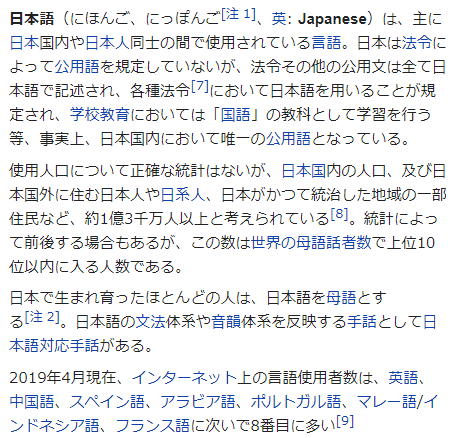 日本語（にほんご、にっぽんご[注 1]、英: Japanese）は、主に
日本国内や日本人同士の間で使用されている言語。日本は法令に
よって公用語を規定していないが、法令その他の公用文は全て日
本語で記述され、各種法令[7]において日本語を用いることが規
定され、学校教育においては「国語」の教科として学習を行う
等、事実上、日本国内において唯一の公用語となっている。
使用人口について正確な統計はないが、日本国内の人口、及び日
本国外に住む日本人や日系人、日本がかつて統治した地域の一部
住民など、約1億3千万人以上と考えられている[8]。統計によっ
て前後する場合もあるが、この数は世界の母語話者数で上位10
位以内に入る人数である。
日本で生まれ育ったほとんどの人は、日本語を母語とす
る[注 2]。日本語の文法体系や音韻体系を反映する手話として日
本語対応手話がある。
2019年4月現在、インターネット上の言語使用者数は、英語、
中国語、スペイン語、アラビア語、ポルトガル語、マレー語/イ
ンドネシア語、フランス語に次いで8番目に多い[9]